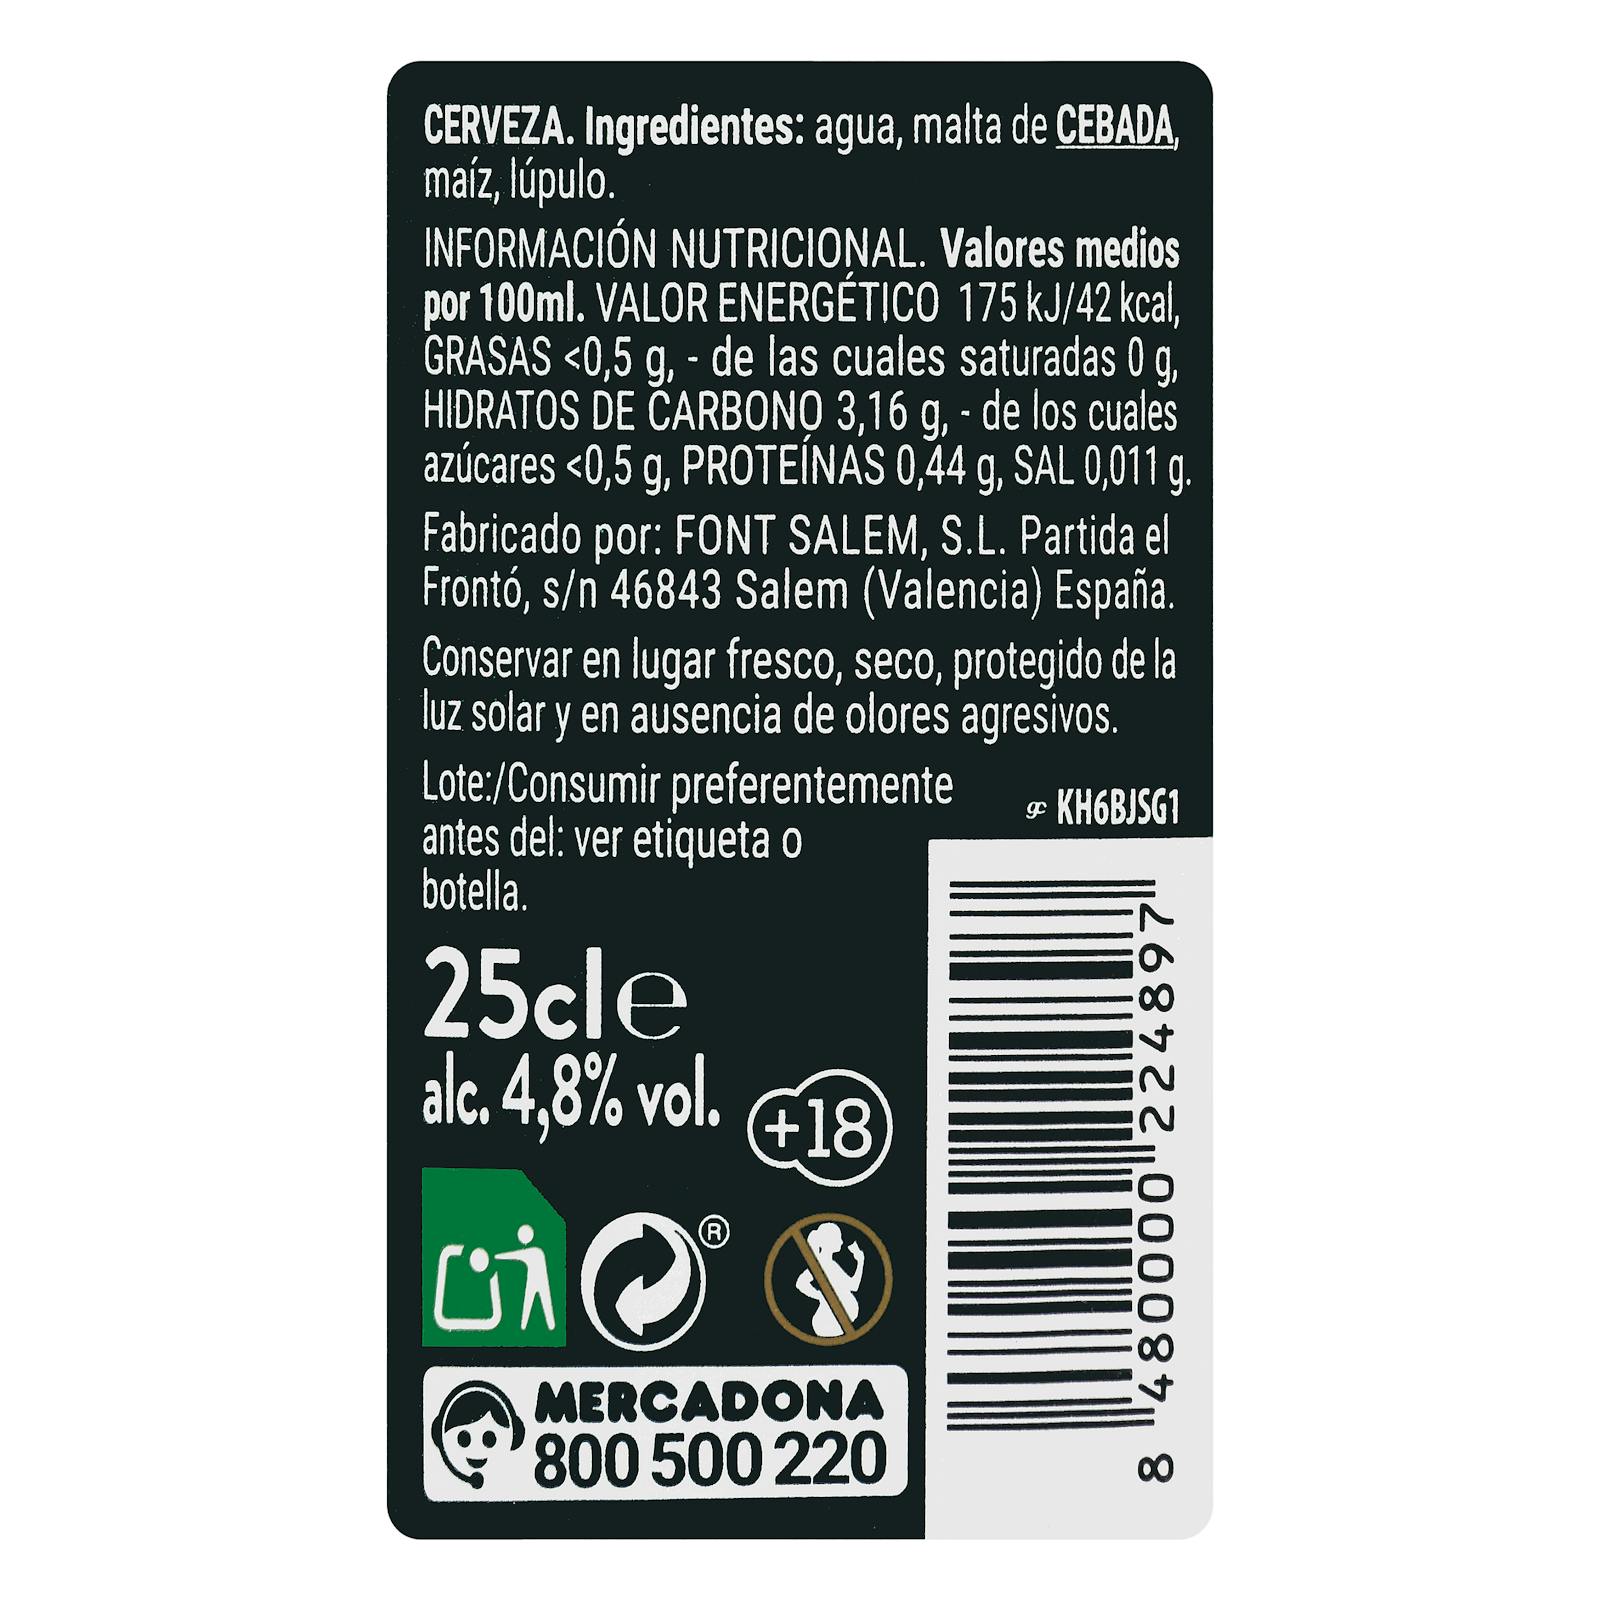 CERVEZA. Ingredientes: agua, malta de CEBADA,
maíz, lúpulo.
INFORMACIÓN NUTRICIONAL. Valores medios
por 100ml. VALOR ENERGÉTICO 175 kJ/42 kcal,
GRASAS <0,5 g, - de las cuales saturadas 0 g,
HIDRATOS DE CARBONO 3,16 g, - de los cuales
azúcares <0,5 g, PROTEÍNAS 0,44 g, SAL 0,011 g.
Fabricado por: FONT SALEM, S.L. Partida el
Frontó, s/n 46843 Salem (Valencia) España.
Conservar en lugar fresco, seco, protegido de la
luz solar y en ausencia de olores agresivos.
Lote:/Consumir preferentemente
antes del: ver etiqueta o
botella.
gc KH6BJSG1
25cl e
alc. 4,8% vol.
+18
®
MERCADONA
800 500 220
8 480000 224897